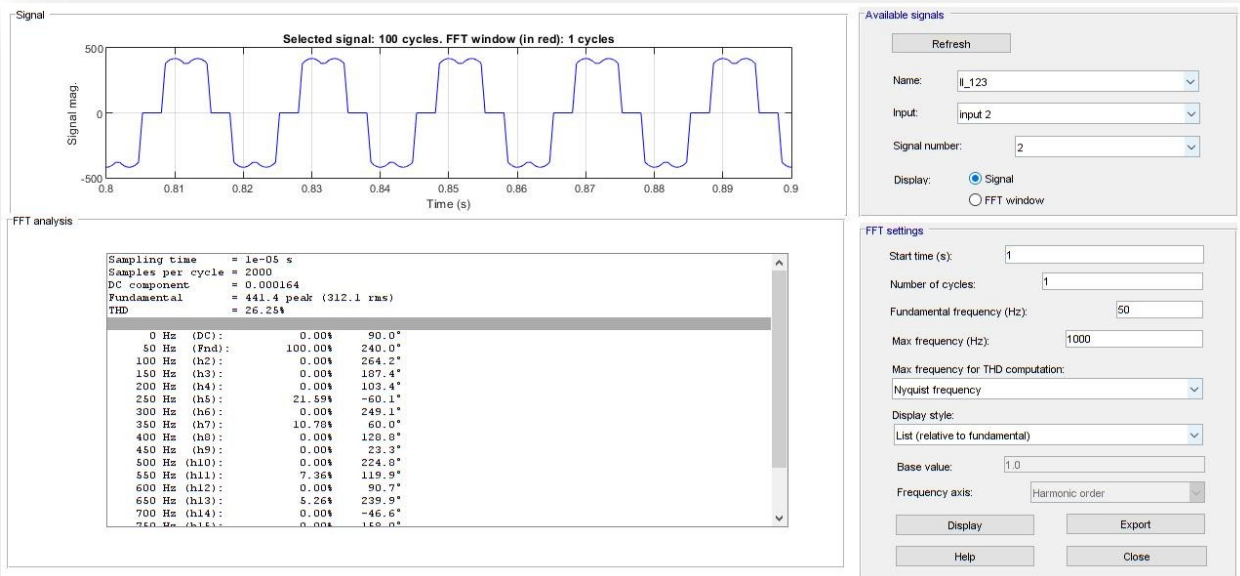 Signal
Selected signal: 100 cycles. FFT window (in red): 1 cycles
500
0
-500
Signal mag.
0.8 0.81 0.82 0.83 0.84 0.85 0.86 0.87 0.88 0.89 0.9
Time (s)
FFT analysis
Sampling time = 1e-05 s
Samples per cycle = 2000
DC component = 0.000164
Fundamental = 441.4 peak (312.1 rms)
THD = 26.25%
0 Hz (DC): 0.00% 90.0°
50 Hz (Fnd): 100.00% 240.0°
100 Hz (h2): 0.00% 264.2°
150 Hz (h3): 0.00% 187.4°
200 Hz (h4): 0.00% 103.4°
250 Hz (h5): 21.59% -60.1°
300 Hz (h6): 0.00% 249.1°
350 Hz (h7): 10.78% 60.0°
400 Hz (h8): 0.00% 128.8°
450 Hz (h9): 0.00% 23.3°
500 Hz (h10): 0.00% 224.8°
550 Hz (h11): 7.36% 119.9°
600 Hz (h12): 0.00% 90.7°
650 Hz (h13): 5.26% 239.9°
700 Hz (h14): 0.00% -46.6°
750 Hz (h15): 0.00% 158.0°
Available signals
Refresh
Name: II_123
Input: input 2
Signal number: 2
Display: Signal
FFT window
FFT settings
Start time (s): 1
Number of cycles: 1
Fundamental frequency (Hz): 50
Max frequency (Hz): 1000
Max frequency for THD computation:
Nyquist frequency
Display style:
List (relative to fundamental)
Base value: 1.0
Frequency axis: Harmonic order
Display Export
Help Close